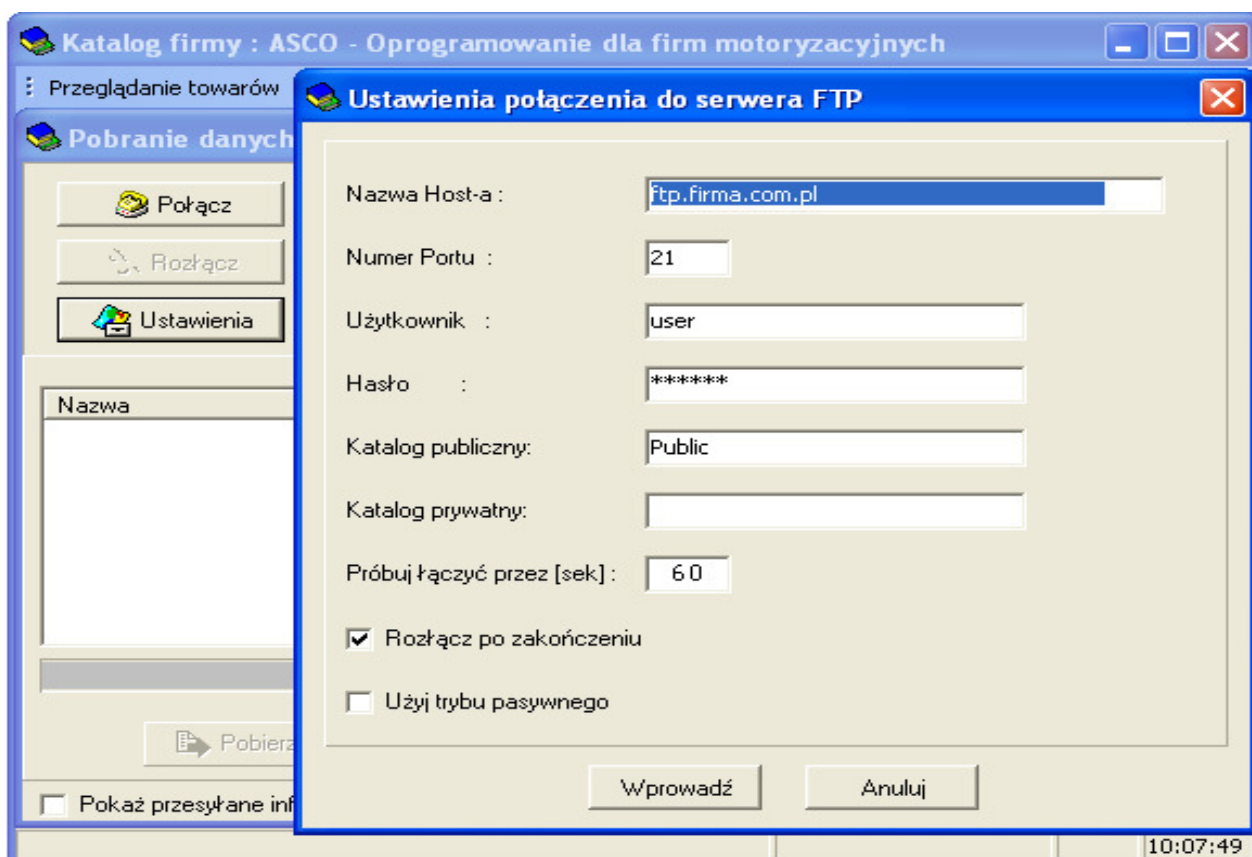 Katalog firmy : ASCO - Oprogramowanie dla firm motoryzacyjnych
Przeglądanie towarów
Pobranie danych
Połącz
Rozłącz
Ustawienia
Nazwa
Pobierz
Pokaż przesyłane inf
Ustawienia połączenia do serwera FTP
Nazwa Host-a : ftp.firma.com.pl
Numer Portu : 21
Użytkownik : user
Hasło : ******
Katalog publiczny: Public
Katalog prywatny:
Próbuj łączyć przez [sek] : 60
Rozłącz po zakończeniu
Użyj trybu pasywnego
Wprowadź Anuluj
10:07:49